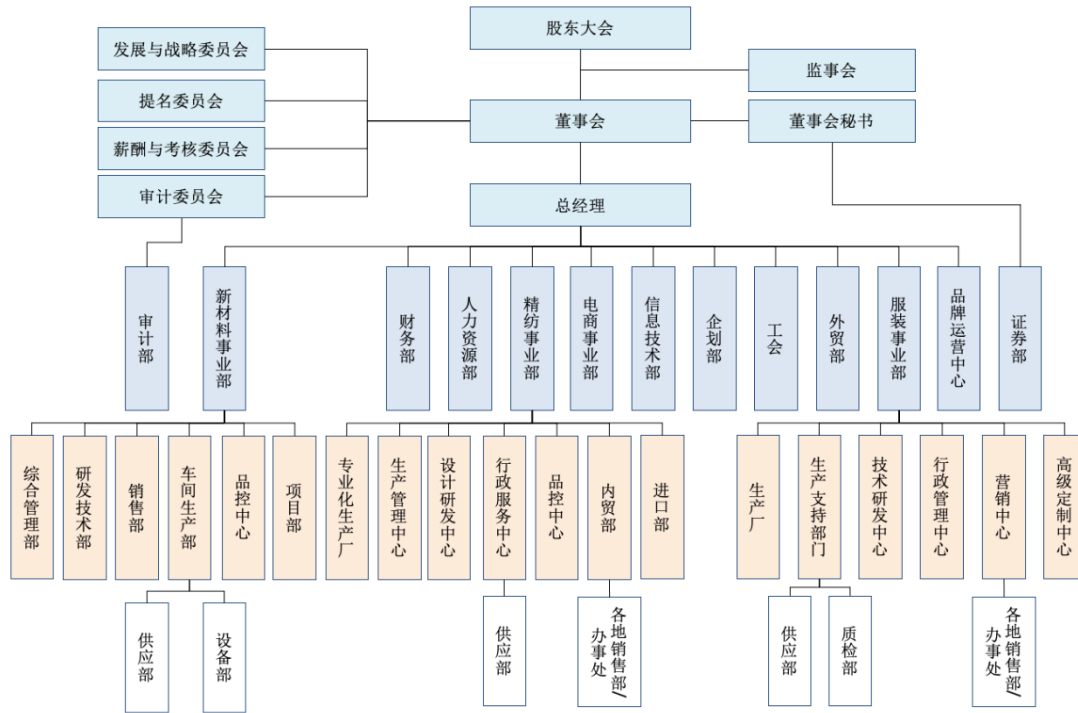 股东大会
发展与战略委员会
监事会
提名委员会
董事会
董事会秘书
薪酬与考核委员会
审计委员会
总经理
审计部
新材料事业部
财务部
人力资源部
精纺事业部
电商事业部
信息技术部
企划部
工会
外贸部
服装事业部
品牌运营中心
证券部
综合管理部
研发技术部
销售部
车间生产部
品控中心
项目部
专业化生产厂
生产管理中心
设计研发中心
行政服务中心
品控中心
内贸部
进口部
生产厂
生产支持部门
技术研发中心
行政管理中心
营销中心
高级定制中心
供应部
设备部
供应部
各地销售部/
办事处
供应部
质检部
各地销售部/
办事处